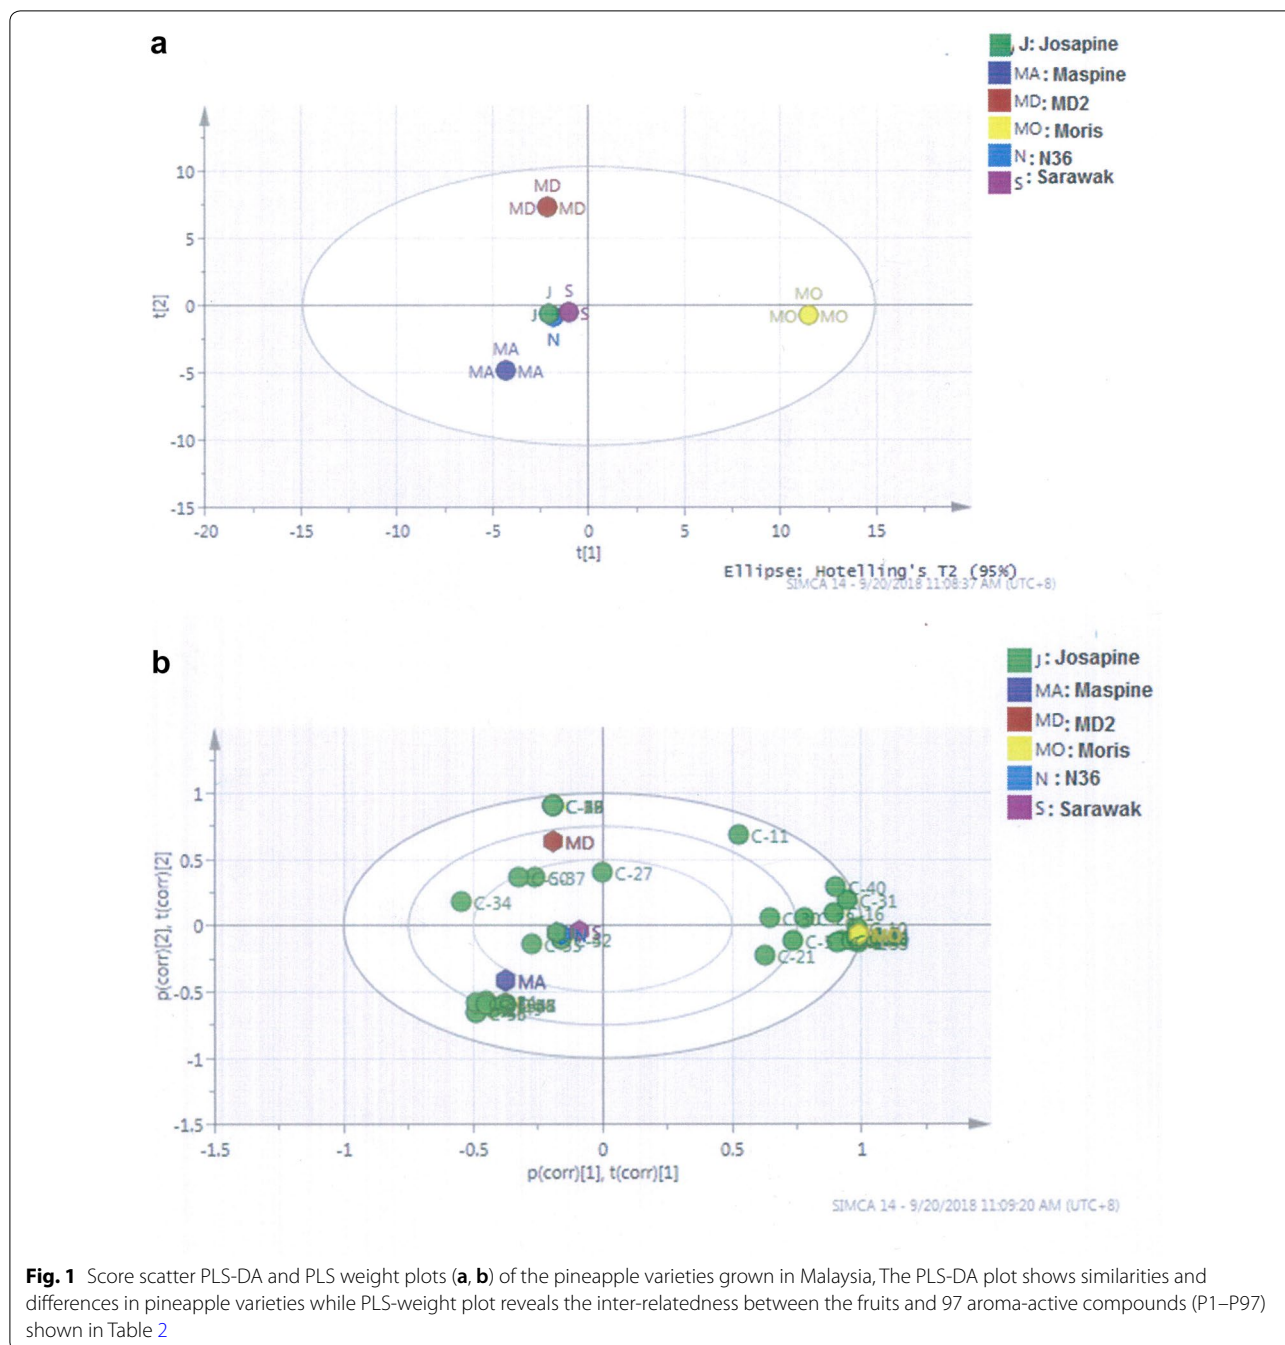 a
J: Josapine
MA: Maspine
MD: MD2
MO: Moris
N: N36
S: Sarawak
10
5
0
-5
-10
-15
t[2]
MD
MD MD
J S
J S
N
MA
MA MA
MO
MO MO
-20 -15 -10 -5 0 5 10 15
t[1]
Ellipse: Hotelling's T2 (95%)
SIMCA 14 - 9/20/2018 11:08:37 AM (UTC+8)
b
J: Josapine
MA: Maspine
MD: MD2
MO: Moris
N: N36
S: Sarawak
1
0.5
0
-0.5
-1
-1.5
p(corr)[2], t(corr)[2]
MD
C-11
C-27
C-40
C-34
C-31
S
N
MO
C-21
MA
-1.5 -1 -0.5 0 0.5 1
p(corr)[1], t(corr)[1]
SIMCA 14 - 9/20/2018 11:09:20 AM (UTC+8)
Fig. 1 Score scatter PLS-DA and PLS weight plots (a, b) of the pineapple varieties grown in Malaysia, The PLS-DA plot shows similarities and
differences in pineapple varieties while PLS-weight plot reveals the inter-relatedness between the fruits and 97 aroma-active compounds (P1–P97)
shown in Table 2